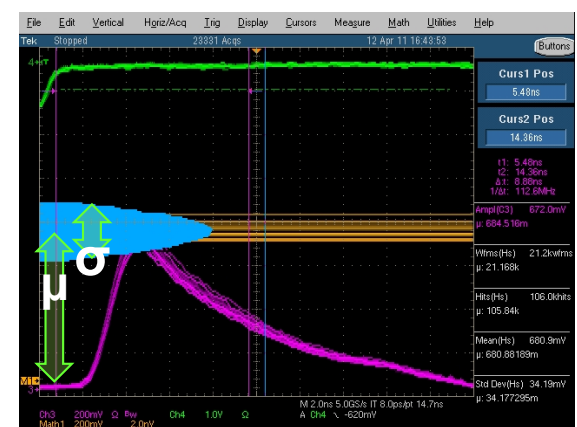 File Edit Vertical Horiz/Acq Trig Display Cursors Measure Math Utilities Help
Tek Stopped 23331 Acqs 12 Apr 11 16:43:53
Buttons
Curs1 Pos
5.48ns
Curs2 Pos
14.36ns
t1: 5.48ns
t2: 14.36ns
Δt: 8.88ns
1/Δt: 112.6MHz
Ampl(C3) 672.0mV
μ: 684.516m
Wfms(Hs) 21.2kwfms
μ: 21.168k
Hits(Hs) 106.0khits
μ: 105.84k
Mean(Hs) 680.9mV
μ: 680.88189m
Std Dev(Hs) 34.19mV
μ: 34.177295m
σ
μ
M1
3
Ch3 200mV Ω Bw Ch4 1.0V Ω
Math1 200mV 2.0ns
M 2.0ns 5.0GS/s IT 8.0ps/pt 14.7ns
A Ch4 ∖ -620mV